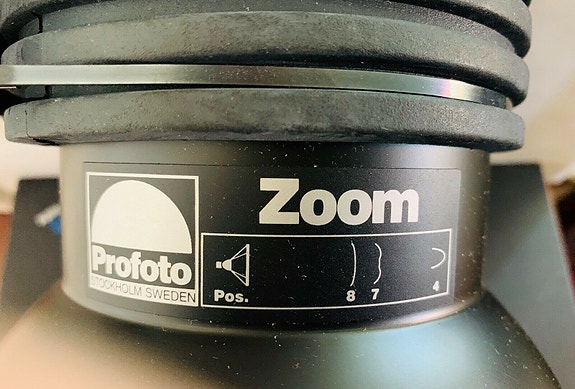 Zoom
Profoto
STOCKHOLM SWEDEN
Pos.
8 7 4